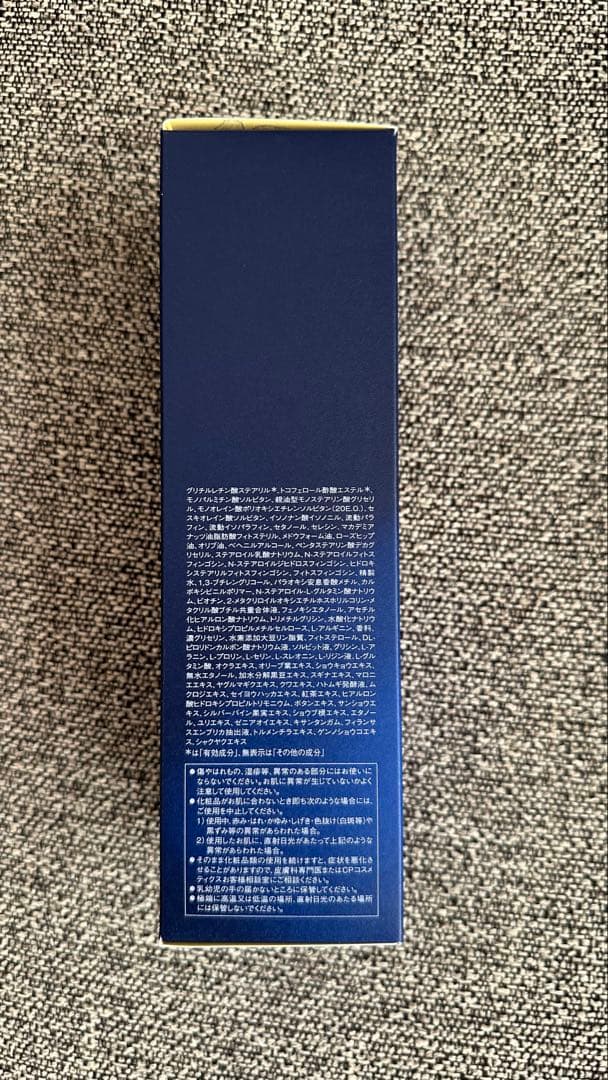 グリチルレチン酸ステアリル＊、トコフェロール酢酸エステル＊、
モノパルミチン酸ソルビタン、親油型モノステアリン酸グリセリ
ル、モノオレイン酸ポリオキシエチレンソルビタン（20E.O.）、セ
スキオレイン酸ソルビタン、イソノナン酸イソノニル、流動パラ
フィン、流動イソパラフィン、セタノール、セレシン、マカデミア
ナッツ油脂肪酸フィトステリル、メドウフォーム油、ローズヒップ
油、オリブ油、ベヘニルアルコール、ペンタステアリン酸デカグ
リセリル、ステアロイル乳酸ナトリウム、N-ステアロイルフィトス
フィンゴシン、N-ステアロイルジヒドロスフィンゴシン、ヒドロキ
システアリルフィトスフィンゴシン、フィトスフィンゴシン、精製
水、1,3-ブチレングリコール、パラオキシ安息香酸メチル、カル
ボキシビニルポリマー、N-ステアロイル-L-グルタミン酸ナトリウ
ム、ビオチン、2-メタクリロイルオキシエチルホスホリルコリン・メ
タクリル酸ブチル共重合体液、フェノキシエタノール、アセチル
化ヒアルロン酸ナトリウム、トリメチルグリシン、水酸化ナトリウ
ム、ヒドロキシプロピルメチルセルロース、L-アルギニン、香料、
濃グリセリン、水素添加大豆リン脂質、フィトステロール、DL-
ピロリドンカルボン酸ナトリウム液、ソルビット液、グリシン、L-ア
ラニン、L-プロリン、L-セリン、L-スレオニン、L-リジン液、L-グル
タミン酸、オクラエキス、オリーブ葉エキス、ショウキョウエキス、
無水エタノール、加水分解黒豆エキス、スギナエキス、マロニ
エエキス、ヤグルマギクエキス、クワエキス、ハトムギ発酵液、ム
クロジエキス、セイヨウハッカエキス、紅茶エキス、ヒアルロン
酸ヒドロキシプロピルトリモニウム、ボタンエキス、サンショウエ
キス、シルバーバイン果実エキス、ショウブ根エキス、エタノー
ル、ユリエキス、ゼニアオイエキス、キサンタンガム、フィランサ
スエンブリカ抽出液、トルメンチラエキス、ゲンノショウコエキ
ス、シャクヤクエキス
＊は「有効成分」、無表示は「その他の成分」
●傷やはれもの、湿疹等、異常のある部分にはお使いに
ならないでください。お肌に異常が生じていないかよく
注意して使用してください。
●化粧品がお肌に合わないとき即ち次のような場合には、
ご使用を中止してください。
1）使用中、赤み・はれ・かゆみ・しげき・色抜け（白斑等）や
黒ずみ等の異常があらわれた場合。
2）使用したお肌に、直射日光があたって上記のような
異常があらわれた場合。
●そのまま化粧品類の使用を続けますと、症状を悪化さ
せることがありますので、皮膚科専門医またはCPコスメ
ティクスお客様相談室にご相談ください。
●乳幼児の手の届かないところに保管してください。
●極端に高温又は低温の場所、直射日光のあたる場所
には保管しないでください。